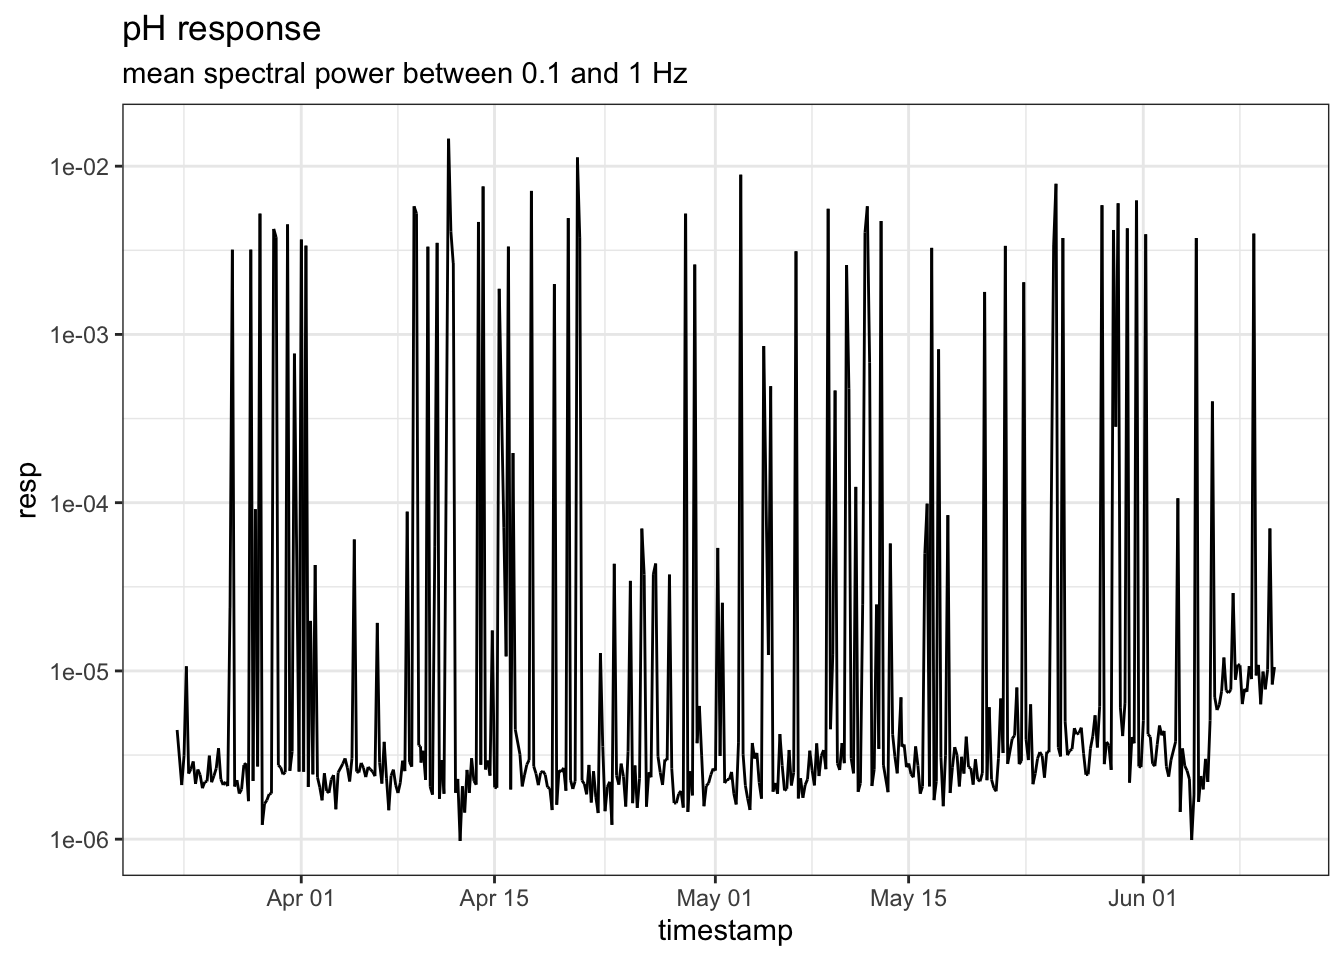 pH response
mean spectral power between 0.1 and 1 Hz
1e-02
1e-03
1e-04
1e-05
1e-06
resp
Apr 01 Apr 15 May 01 May 15 Jun 01
timestamp